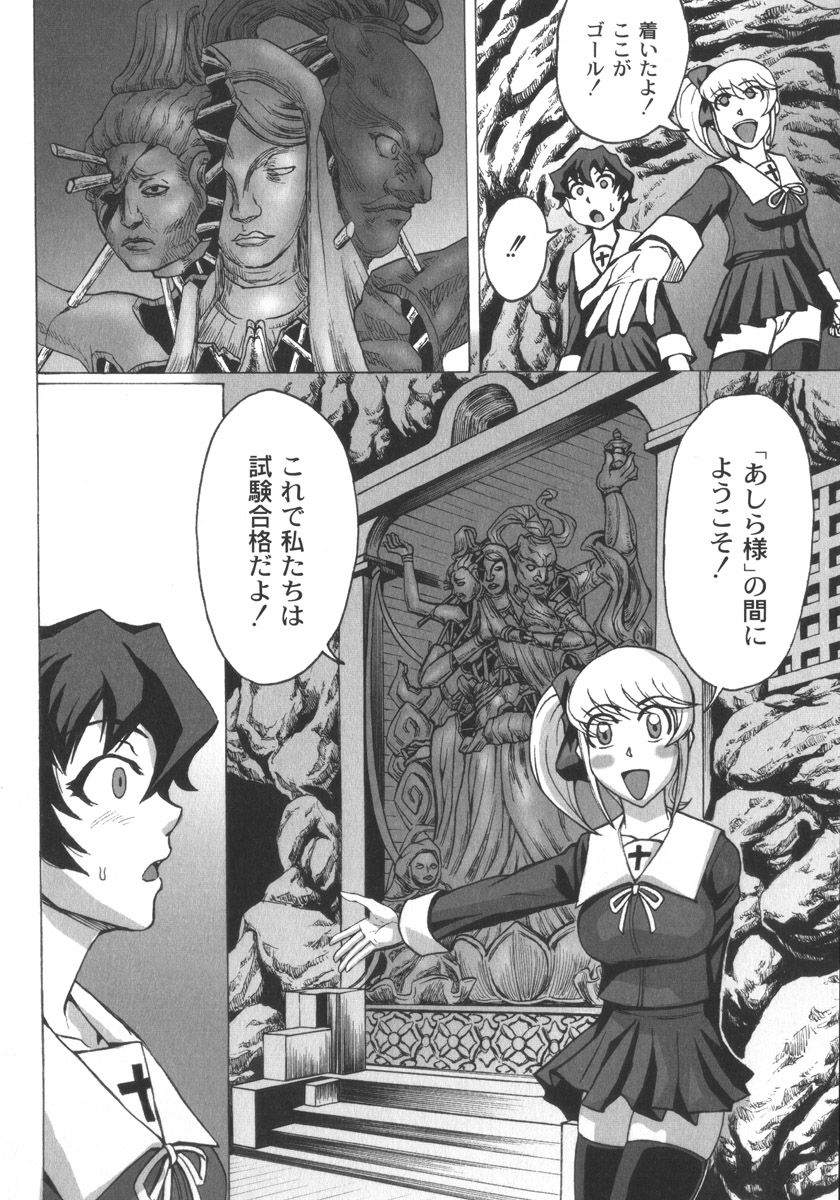 着いたよ！
ここが
ゴール！
!!
「あしら様」の間に
ようこそ！
これで私たちは
試験合格だよ！